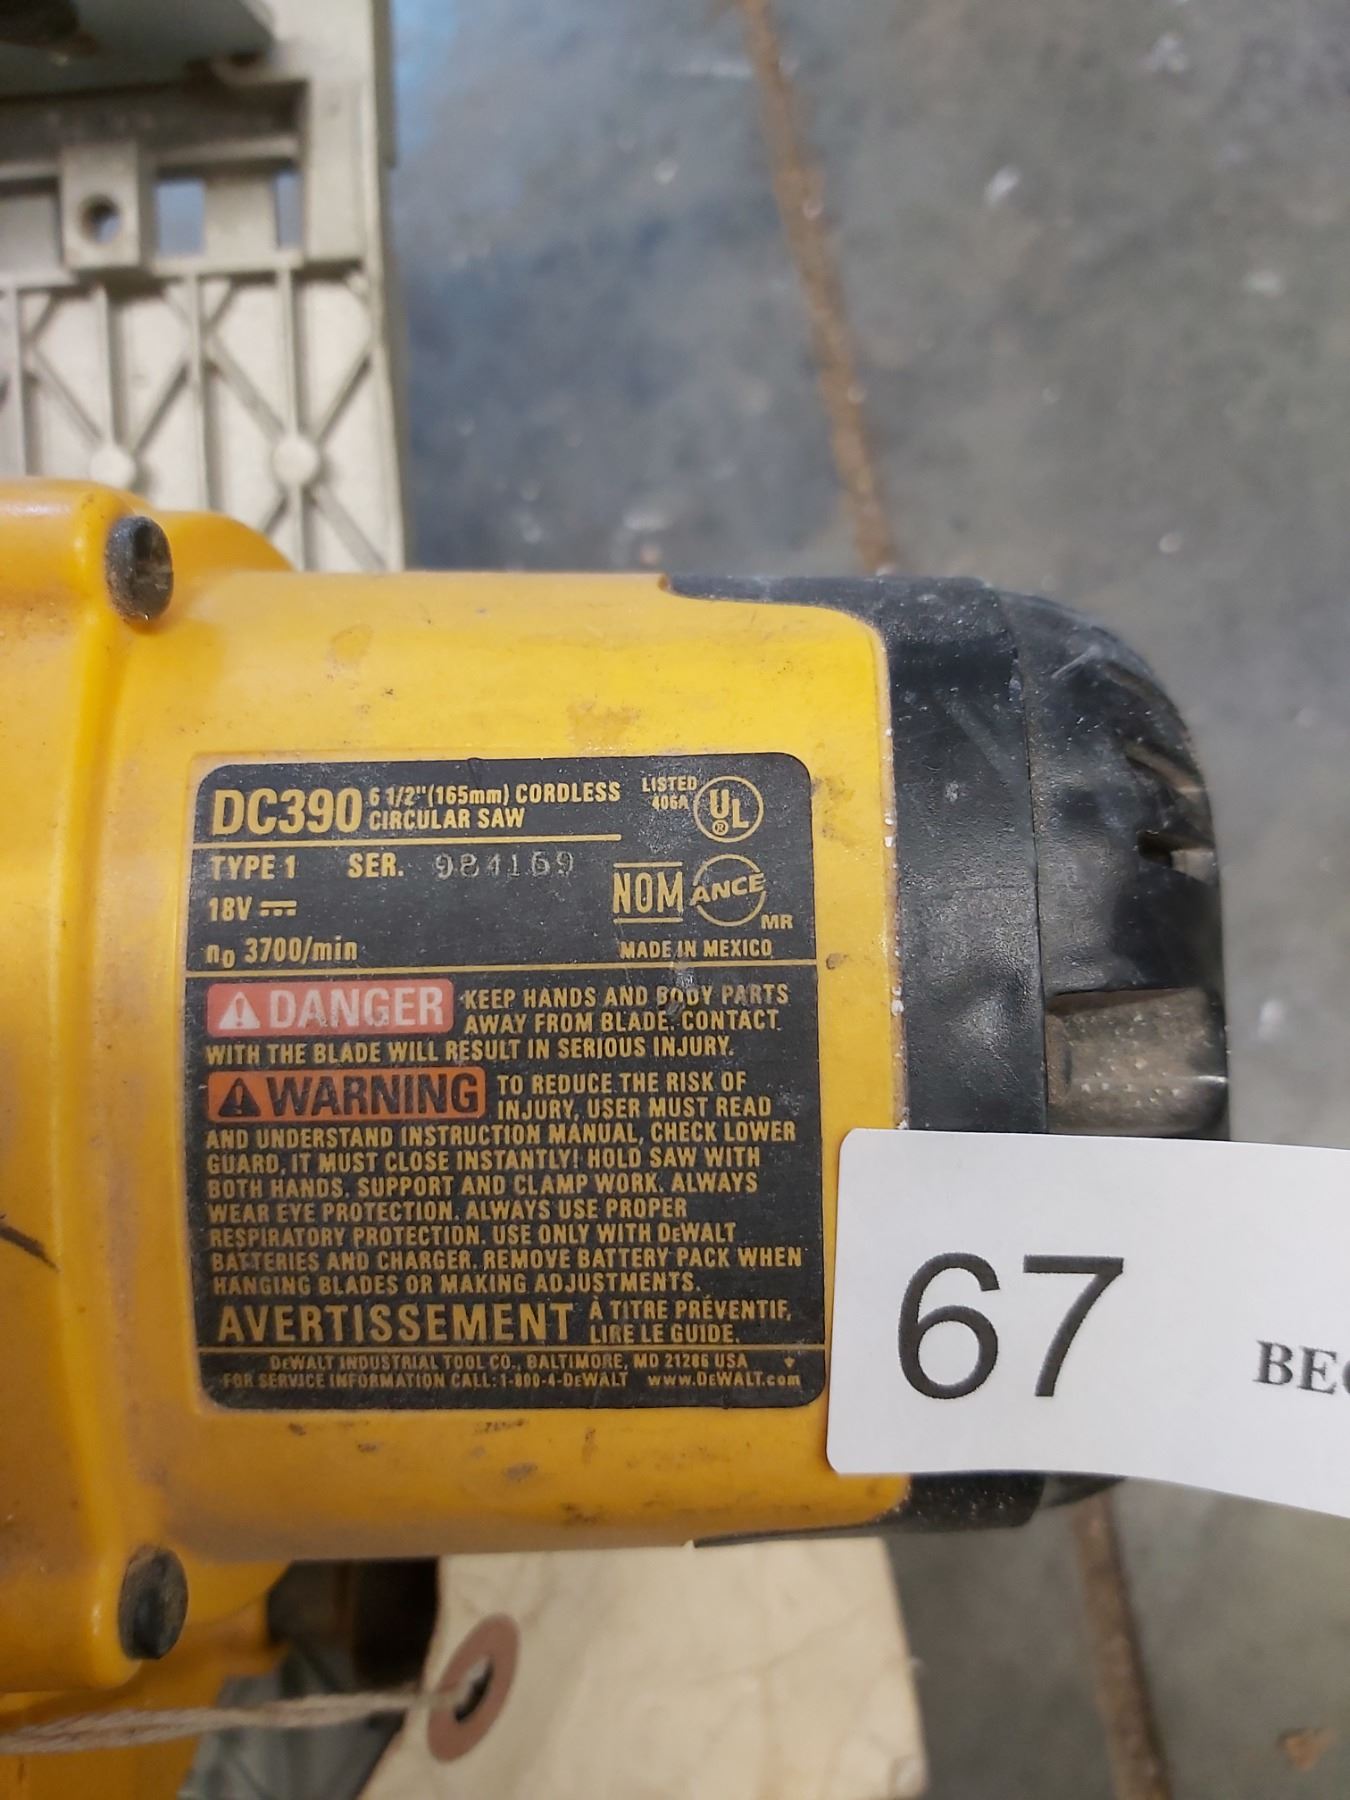 DC390 6 1/2"(165mm) CORDLESS CIRCULAR SAW
LISTED 406A
UL
®
TYPE 1 SER. 984169
18V
NOM ANCE MR
n₀ 3700/min
MADE IN MEXICO
DANGER KEEP HANDS AND BODY PARTS
AWAY FROM BLADE. CONTACT
WITH THE BLADE WILL RESULT IN SERIOUS INJURY.
WARNING TO REDUCE THE RISK OF
INJURY, USER MUST READ
AND UNDERSTAND INSTRUCTION MANUAL, CHECK LOWER
GUARD, IT MUST CLOSE INSTANTLY! HOLD SAW WITH
BOTH HANDS. SUPPORT AND CLAMP WORK. ALWAYS
WEAR EYE PROTECTION. ALWAYS USE PROPER
RESPIRATORY PROTECTION. USE ONLY WITH DEWALT
BATTERIES AND CHARGER. REMOVE BATTERY PACK WHEN
HANGING BLADES OR MAKING ADJUSTMENTS.
AVERTISSEMENT À TITRE PRÉVENTIF,
LIRE LE GUIDE.
DEWALT INDUSTRIAL TOOL CO., BALTIMORE, MD 21286 USA
FOR SERVICE INFORMATION CALL: 1-800-4-DEWALT www.DEWALT.com
67